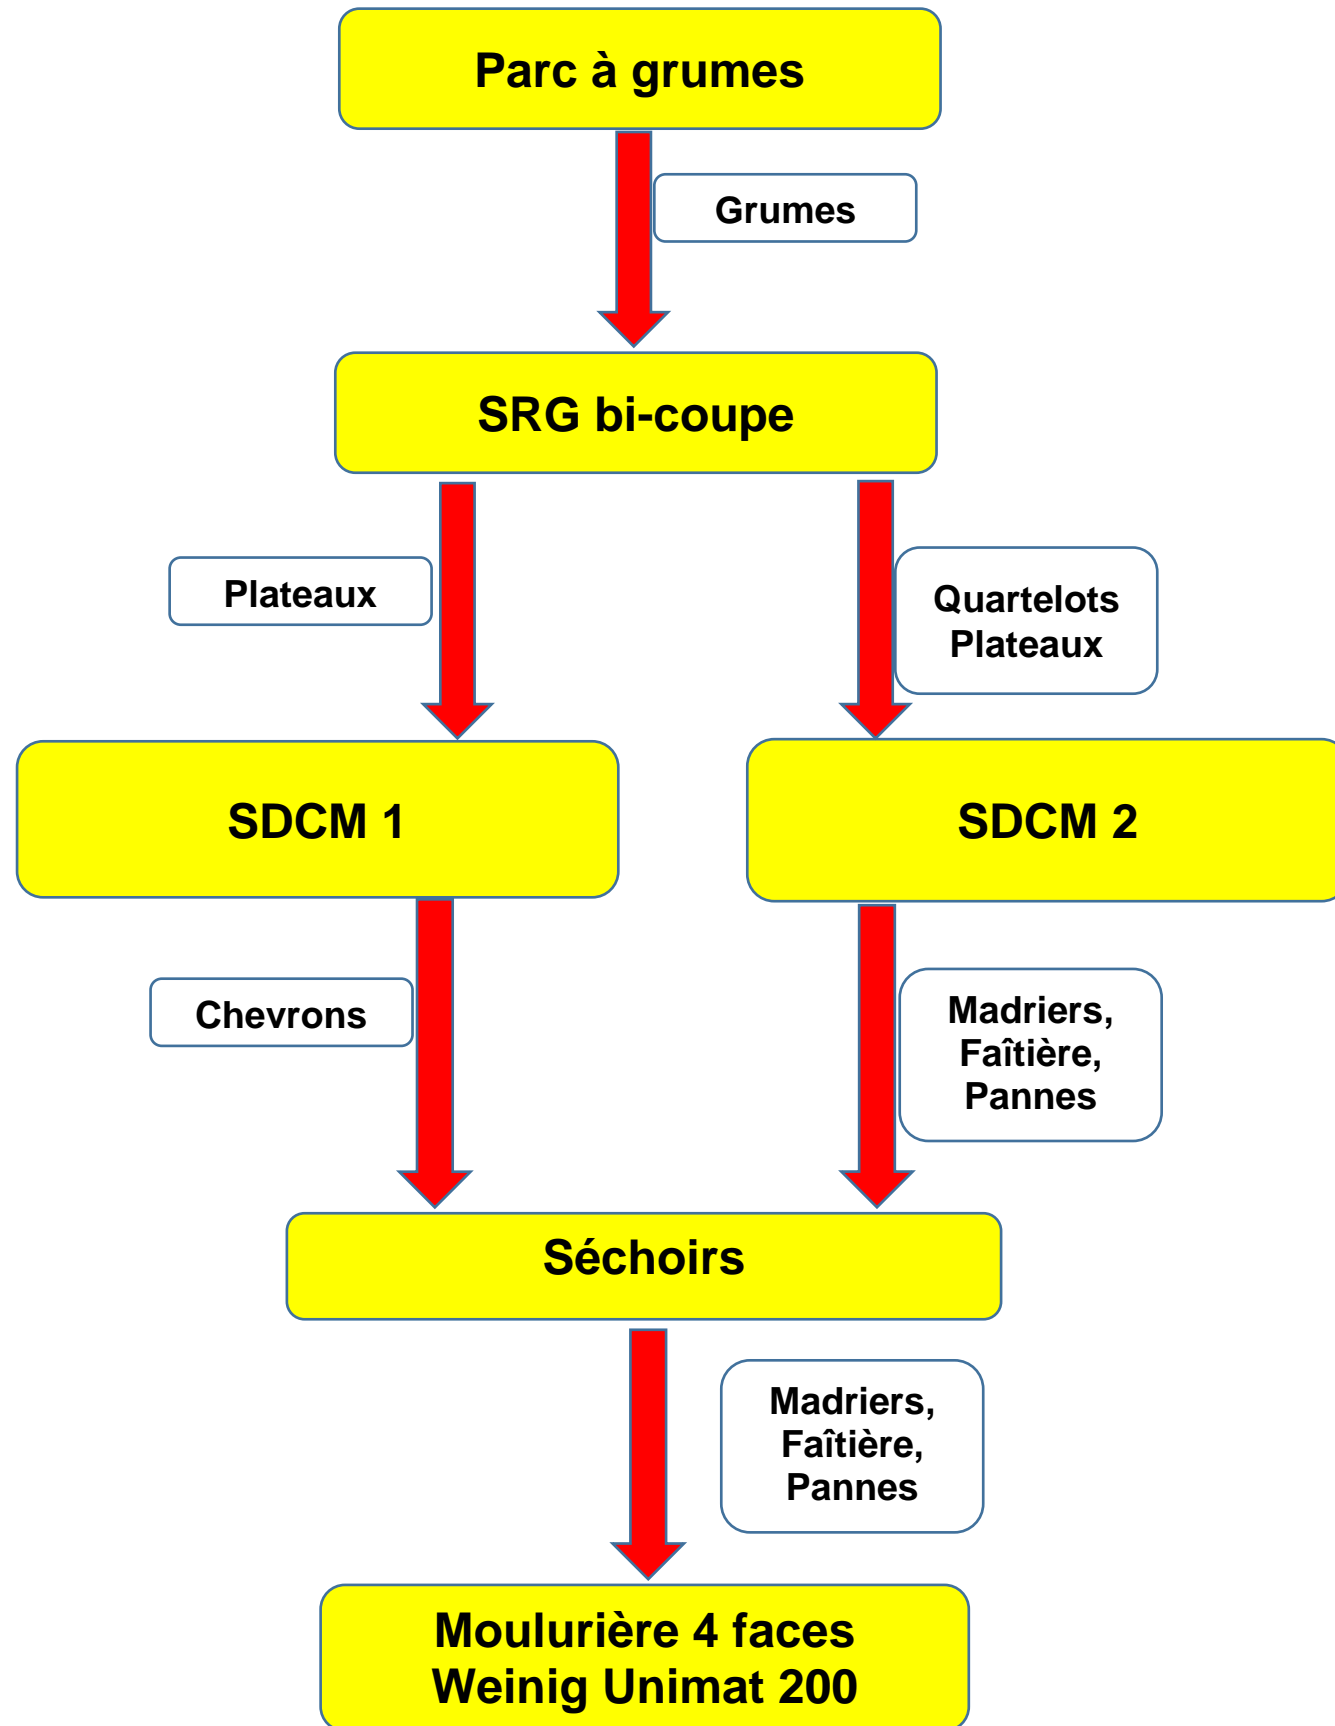 Parc à grumes
Grumes
SRG bi-coupe
Plateaux
Quartelots
Plateaux
SDCM 1
SDCM 2
Chevrons
Madriers,
Faîtière,
Pannes
Séchoirs
Madriers,
Faîtière,
Pannes
Moulurière 4 faces
Weinig Unimat 200